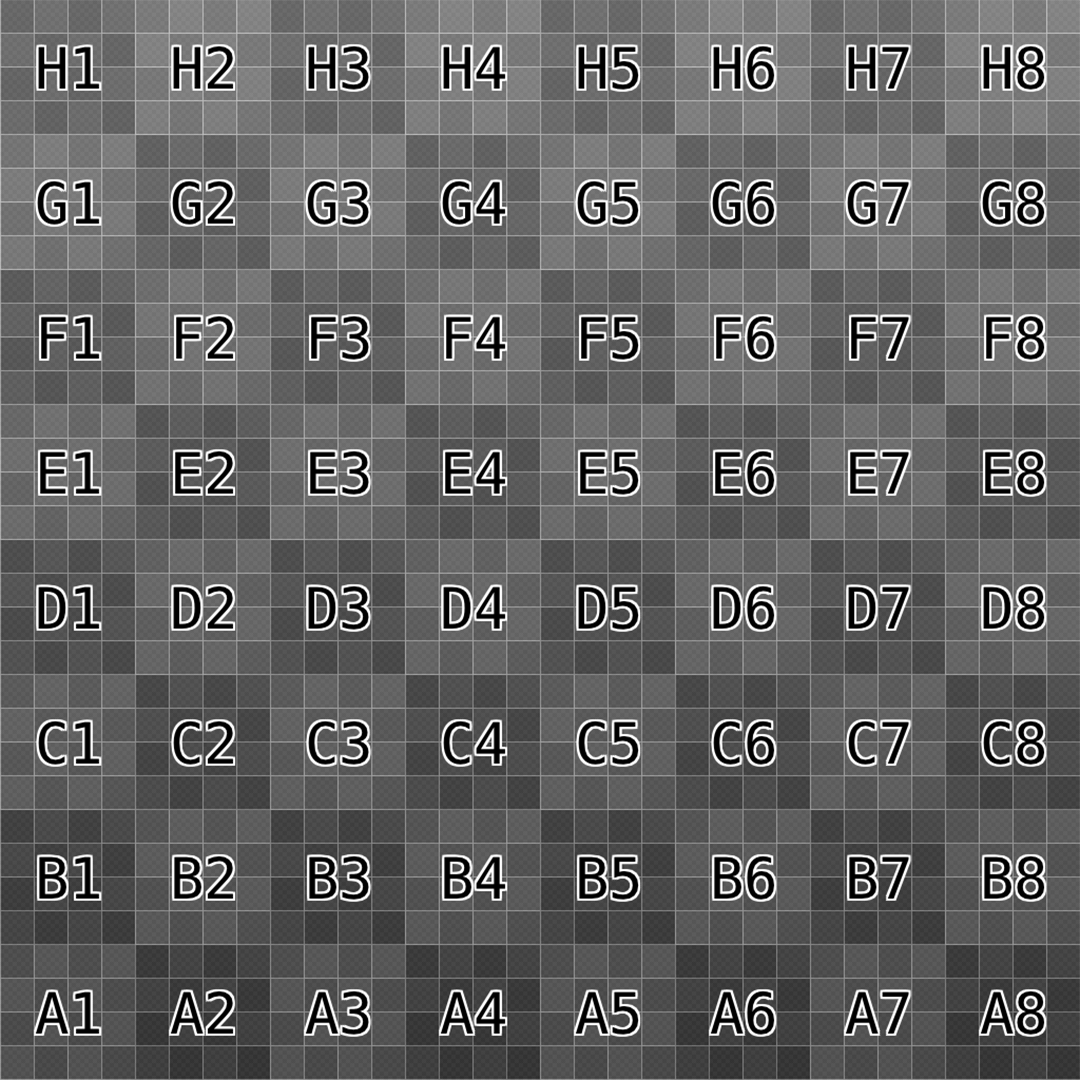 H1 H2 H3 H4 H5 H6 H7 H8
G1 G2 G3 G4 G5 G6 G7 G8
F1 F2 F3 F4 F5 F6 F7 F8
E1 E2 E3 E4 E5 E6 E7 E8
D1 D2 D3 D4 D5 D6 D7 D8
C1 C2 C3 C4 C5 C6 C7 C8
B1 B2 B3 B4 B5 B6 B7 B8
A1 A2 A3 A4 A5 A6 A7 A8